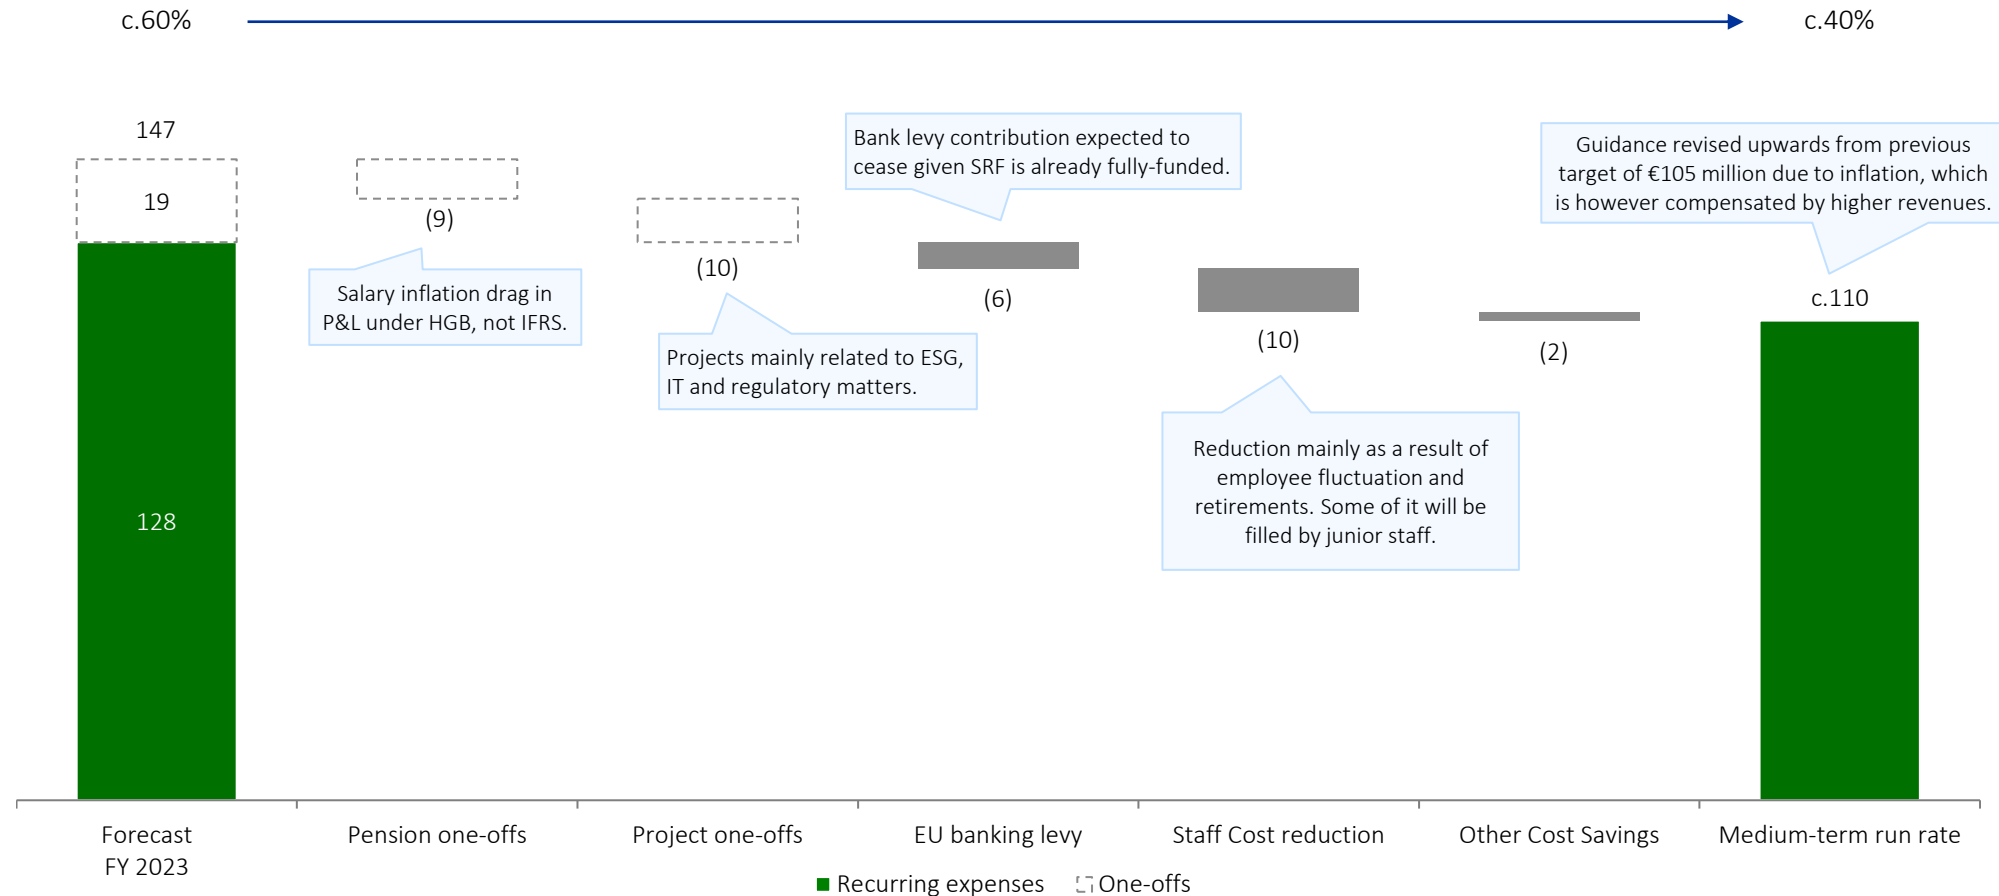 c.60%
c.40%
147
19
128
(9)
Salary inflation drag in
P&L under HGB, not IFRS.
(10)
Projects mainly related to ESG,
IT and regulatory matters.
Bank levy contribution expected to
cease given SRF is already fully-funded.
(6)
(10)
Reduction mainly as a result of
employee fluctuation and
retirements. Some of it will be
filled by junior staff.
(2)
Guidance revised upwards from previous
target of €105 million due to inflation, which
is however compensated by higher revenues.
c.110
Forecast
FY 2023
Pension one-offs
Project one-offs
EU banking levy
Staff Cost reduction
Other Cost Savings
Medium-term run rate
Recurring expenses
One-offs